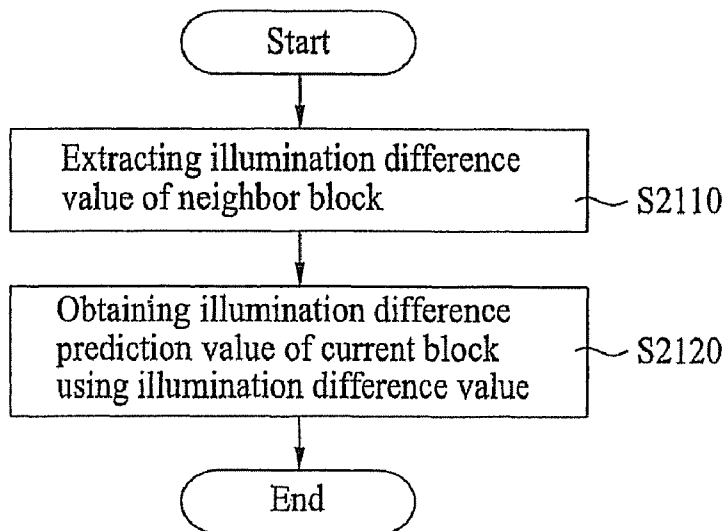 Start
Extracting illumination difference
value of neighbor block
S2110
Obtaining illumination difference
prediction value of current block
using illumination difference value
S2120
End